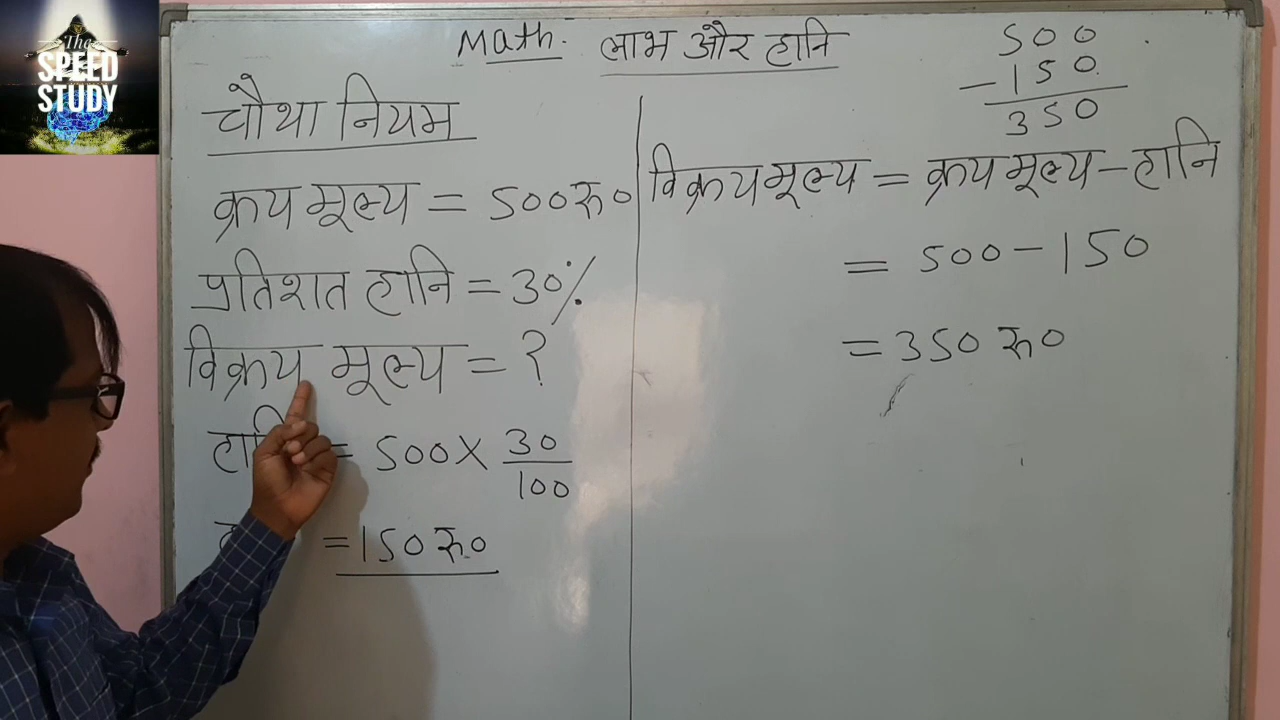 The
SPEED
STUDY
Math. लाभ और हानि
चौथा नियम
क्रय मूल्य = 500रु०
प्रतिशत हानि = 30%
विक्रय मूल्य = ?
= 500 × 30/100
= 150 रु०
500
- 150
350
विक्रय मूल्य = क्रय मूल्य - हानि
= 500 - 150
= 350 रु०